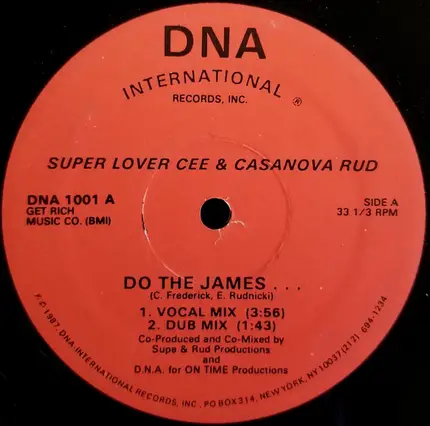 DNA
INTERNATIONAL
RECORDS, INC. ®
SUPER LOVER CEE & CASANOVA RUD
DNA 1001 A
GET RICH
MUSIC CO. (BMI)
SIDE A
33 1/3 RPM
DO THE JAMES . . .
(C. Frederick, E. Rudnicki)
1. VOCAL MIX (3:56)
2. DUB MIX (1:43)
Co-Produced and Co-Mixed by
Supe & Rud Productions
and
D.N.A. for ON TIME Productions
℗ © 1987, DNA INTERNATIONAL RECORDS, INC., PO BOX 314, NEW YORK, NY 10037 (212) 694-1234